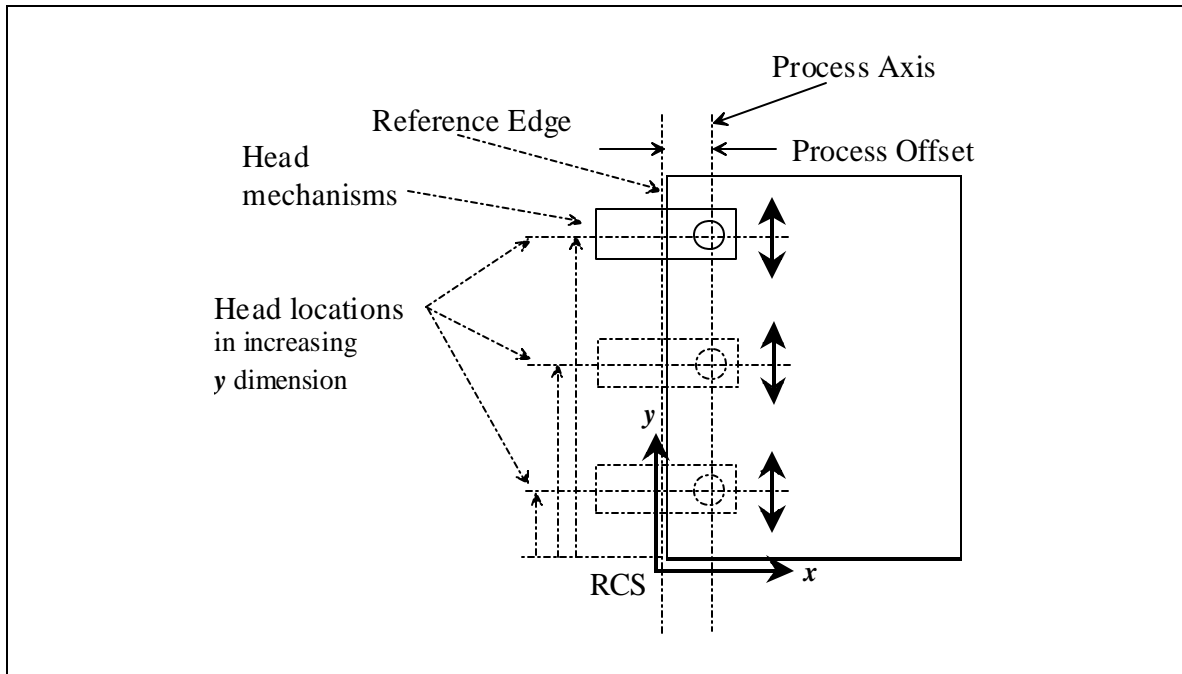 Process Axis
Reference Edge
Process Offset
Head
mechanisms
Head locations
in increasing
y dimension
y
RCS
x